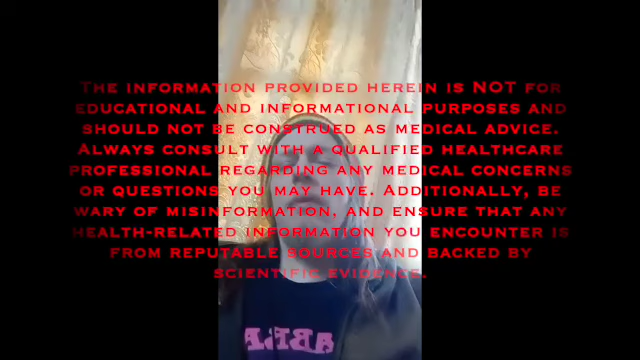 The information provided herein is NOT for
educational and informational purposes and
should not be construed as medical advice.
Always consult with a qualified healthcare
professional regarding any medical concerns
or questions you may have. Additionally, be
wary of misinformation, and ensure that any
health-related information you encounter is
from reputable sources and backed by
scientific evidence.